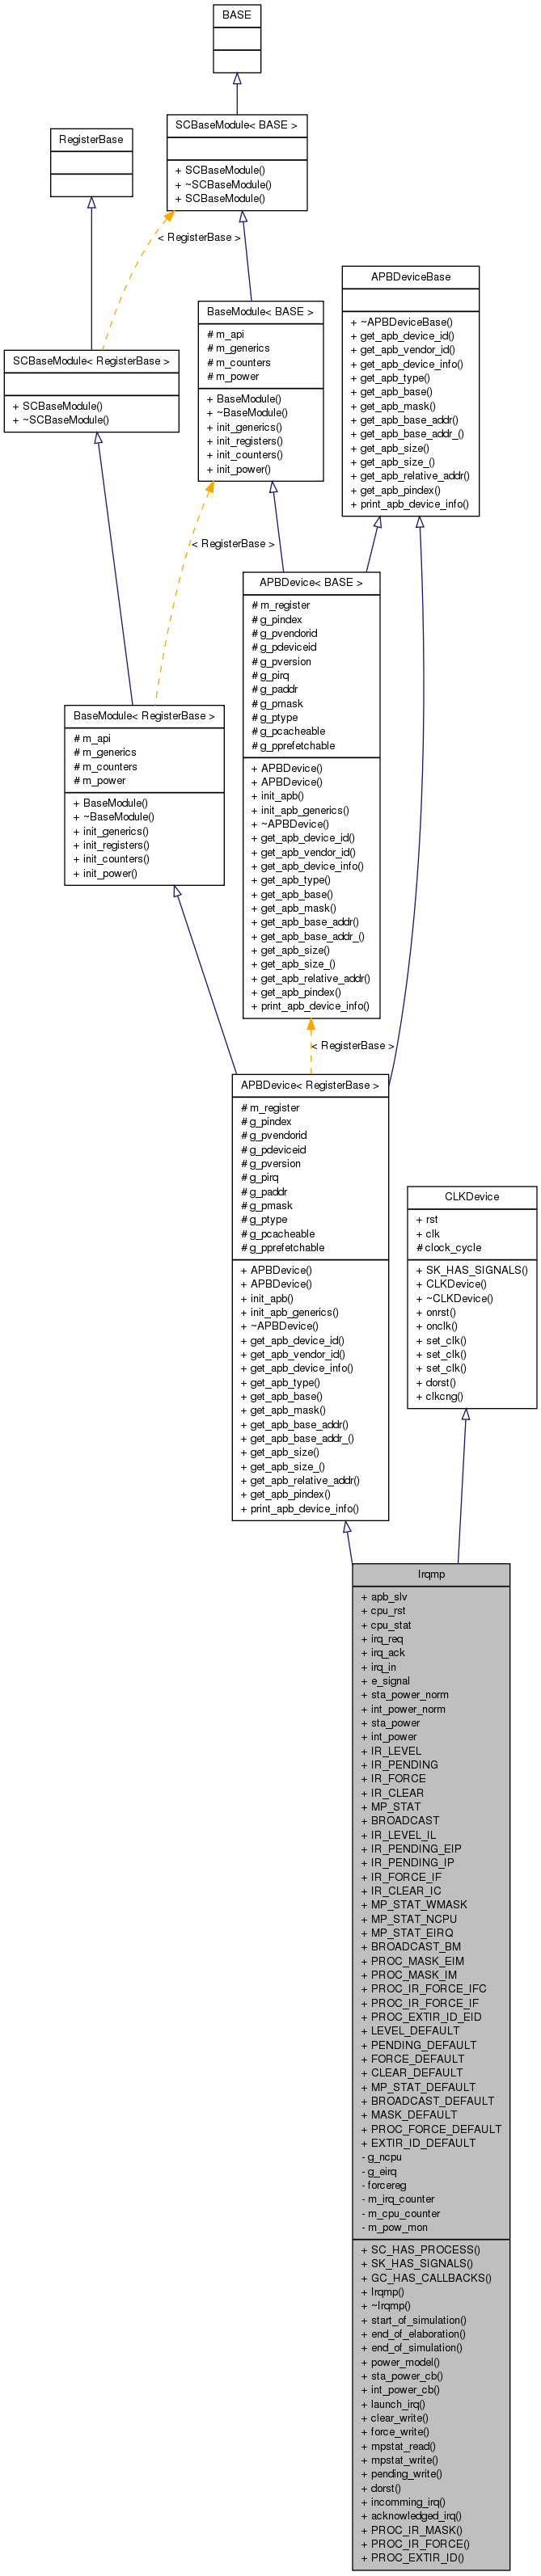 BASE
SCBaseModule< BASE >
+ SCBaseModule()
+ ~SCBaseModule()
+ SCBaseModule()
RegisterBase
< RegisterBase >
APBDeviceBase
+ ~APBDeviceBase()
+ get_apb_device_id()
+ get_apb_vendor_id()
+ get_apb_device_info()
+ get_apb_type()
+ get_apb_base()
+ get_apb_mask()
+ get_apb_base_addr()
+ get_apb_base_addr_()
+ get_apb_size()
+ get_apb_size_()
+ get_apb_relative_addr()
+ get_apb_pindex()
+ print_apb_device_info()
BaseModule< BASE >
# m_api
# m_generics
# m_counters
# m_power
+ BaseModule()
+ ~BaseModule()
+ init_generics()
+ init_registers()
+ init_counters()
+ init_power()
SCBaseModule< RegisterBase >
+ SCBaseModule()
+ ~SCBaseModule()
< RegisterBase >
APBDevice< BASE >
# m_register
# g_pindex
# g_pvendorid
# g_pdeviceid
# g_pversion
# g_pirq
# g_paddr
# g_pmask
# g_ptype
# g_pcacheable
# g_pprefetchable
+ APBDevice()
+ APBDevice()
+ init_apb()
+ init_apb_generics()
+ ~APBDevice()
+ get_apb_device_id()
+ get_apb_vendor_id()
+ get_apb_device_info()
+ get_apb_type()
+ get_apb_base()
+ get_apb_mask()
+ get_apb_base_addr()
+ get_apb_base_addr_()
+ get_apb_size()
+ get_apb_size_()
+ get_apb_relative_addr()
+ get_apb_pindex()
+ print_apb_device_info()
BaseModule< RegisterBase >
# m_api
# m_generics
# m_counters
# m_power
+ BaseModule()
+ ~BaseModule()
+ init_generics()
+ init_registers()
+ init_counters()
+ init_power()
< RegisterBase >
APBDevice< RegisterBase >
# m_register
# g_pindex
# g_pvendorid
# g_pdeviceid
# g_pversion
# g_pirq
# g_paddr
# g_pmask
# g_ptype
# g_pcacheable
# g_pprefetchable
+ APBDevice()
+ APBDevice()
+ init_apb()
+ init_apb_generics()
+ ~APBDevice()
+ get_apb_device_id()
+ get_apb_vendor_id()
+ get_apb_device_info()
+ get_apb_type()
+ get_apb_base()
+ get_apb_mask()
+ get_apb_base_addr()
+ get_apb_base_addr_()
+ get_apb_size()
+ get_apb_size_()
+ get_apb_relative_addr()
+ get_apb_pindex()
+ print_apb_device_info()
CLKDevice
+ rst
+ clk
# clock_cycle
+ SK_HAS_SIGNALS()
+ CLKDevice()
+ ~CLKDevice()
+ onrst()
+ onclk()
+ set_clk()
+ set_clk()
+ set_clk()
+ dorst()
+ clkcng()
Irqmp
+ apb_slv
+ cpu_rst
+ cpu_stat
+ irq_req
+ irq_ack
+ irq_in
+ e_signal
+ sta_power_norm
+ int_power_norm
+ sta_power
+ int_power
+ IR_LEVEL
+ IR_PENDING
+ IR_FORCE
+ IR_CLEAR
+ MP_STAT
+ BROADCAST
+ IR_LEVEL_IL
+ IR_PENDING_EIP
+ IR_PENDING_IP
+ IR_FORCE_IF
+ IR_CLEAR_IC
+ MP_STAT_WMASK
+ MP_STAT_NCPU
+ MP_STAT_EIRQ
+ BROADCAST_BM
+ PROC_MASK_EIM
+ PROC_MASK_IM
+ PROC_IR_FORCE_IFC
+ PROC_IR_FORCE_IF
+ PROC_EXTIR_ID_EID
+ LEVEL_DEFAULT
+ PENDING_DEFAULT
+ FORCE_DEFAULT
+ CLEAR_DEFAULT
+ MP_STAT_DEFAULT
+ BROADCAST_DEFAULT
+ MASK_DEFAULT
+ PROC_FORCE_DEFAULT
+ EXTIR_ID_DEFAULT
- g_ncpu
- g_eirq
- forcereg
- m_irq_counter
- m_cpu_counter
- m_pow_mon
+ SC_HAS_PROCESS()
+ SK_HAS_SIGNALS()
+ GC_HAS_CALLBACKS()
+ Irqmp()
+ ~Irqmp()
+ start_of_simulation()
+ end_of_elaboration()
+ end_of_simulation()
+ power_model()
+ sta_power_cb()
+ int_power_cb()
+ launch_irq()
+ clear_write()
+ force_write()
+ mpstat_read()
+ mpstat_write()
+ pending_write()
+ dorst()
+ incomming_irq()
+ acknowledged_irq()
+ PROC_IR_MASK()
+ PROC_IR_FORCE()
+ PROC_EXTIR_ID()